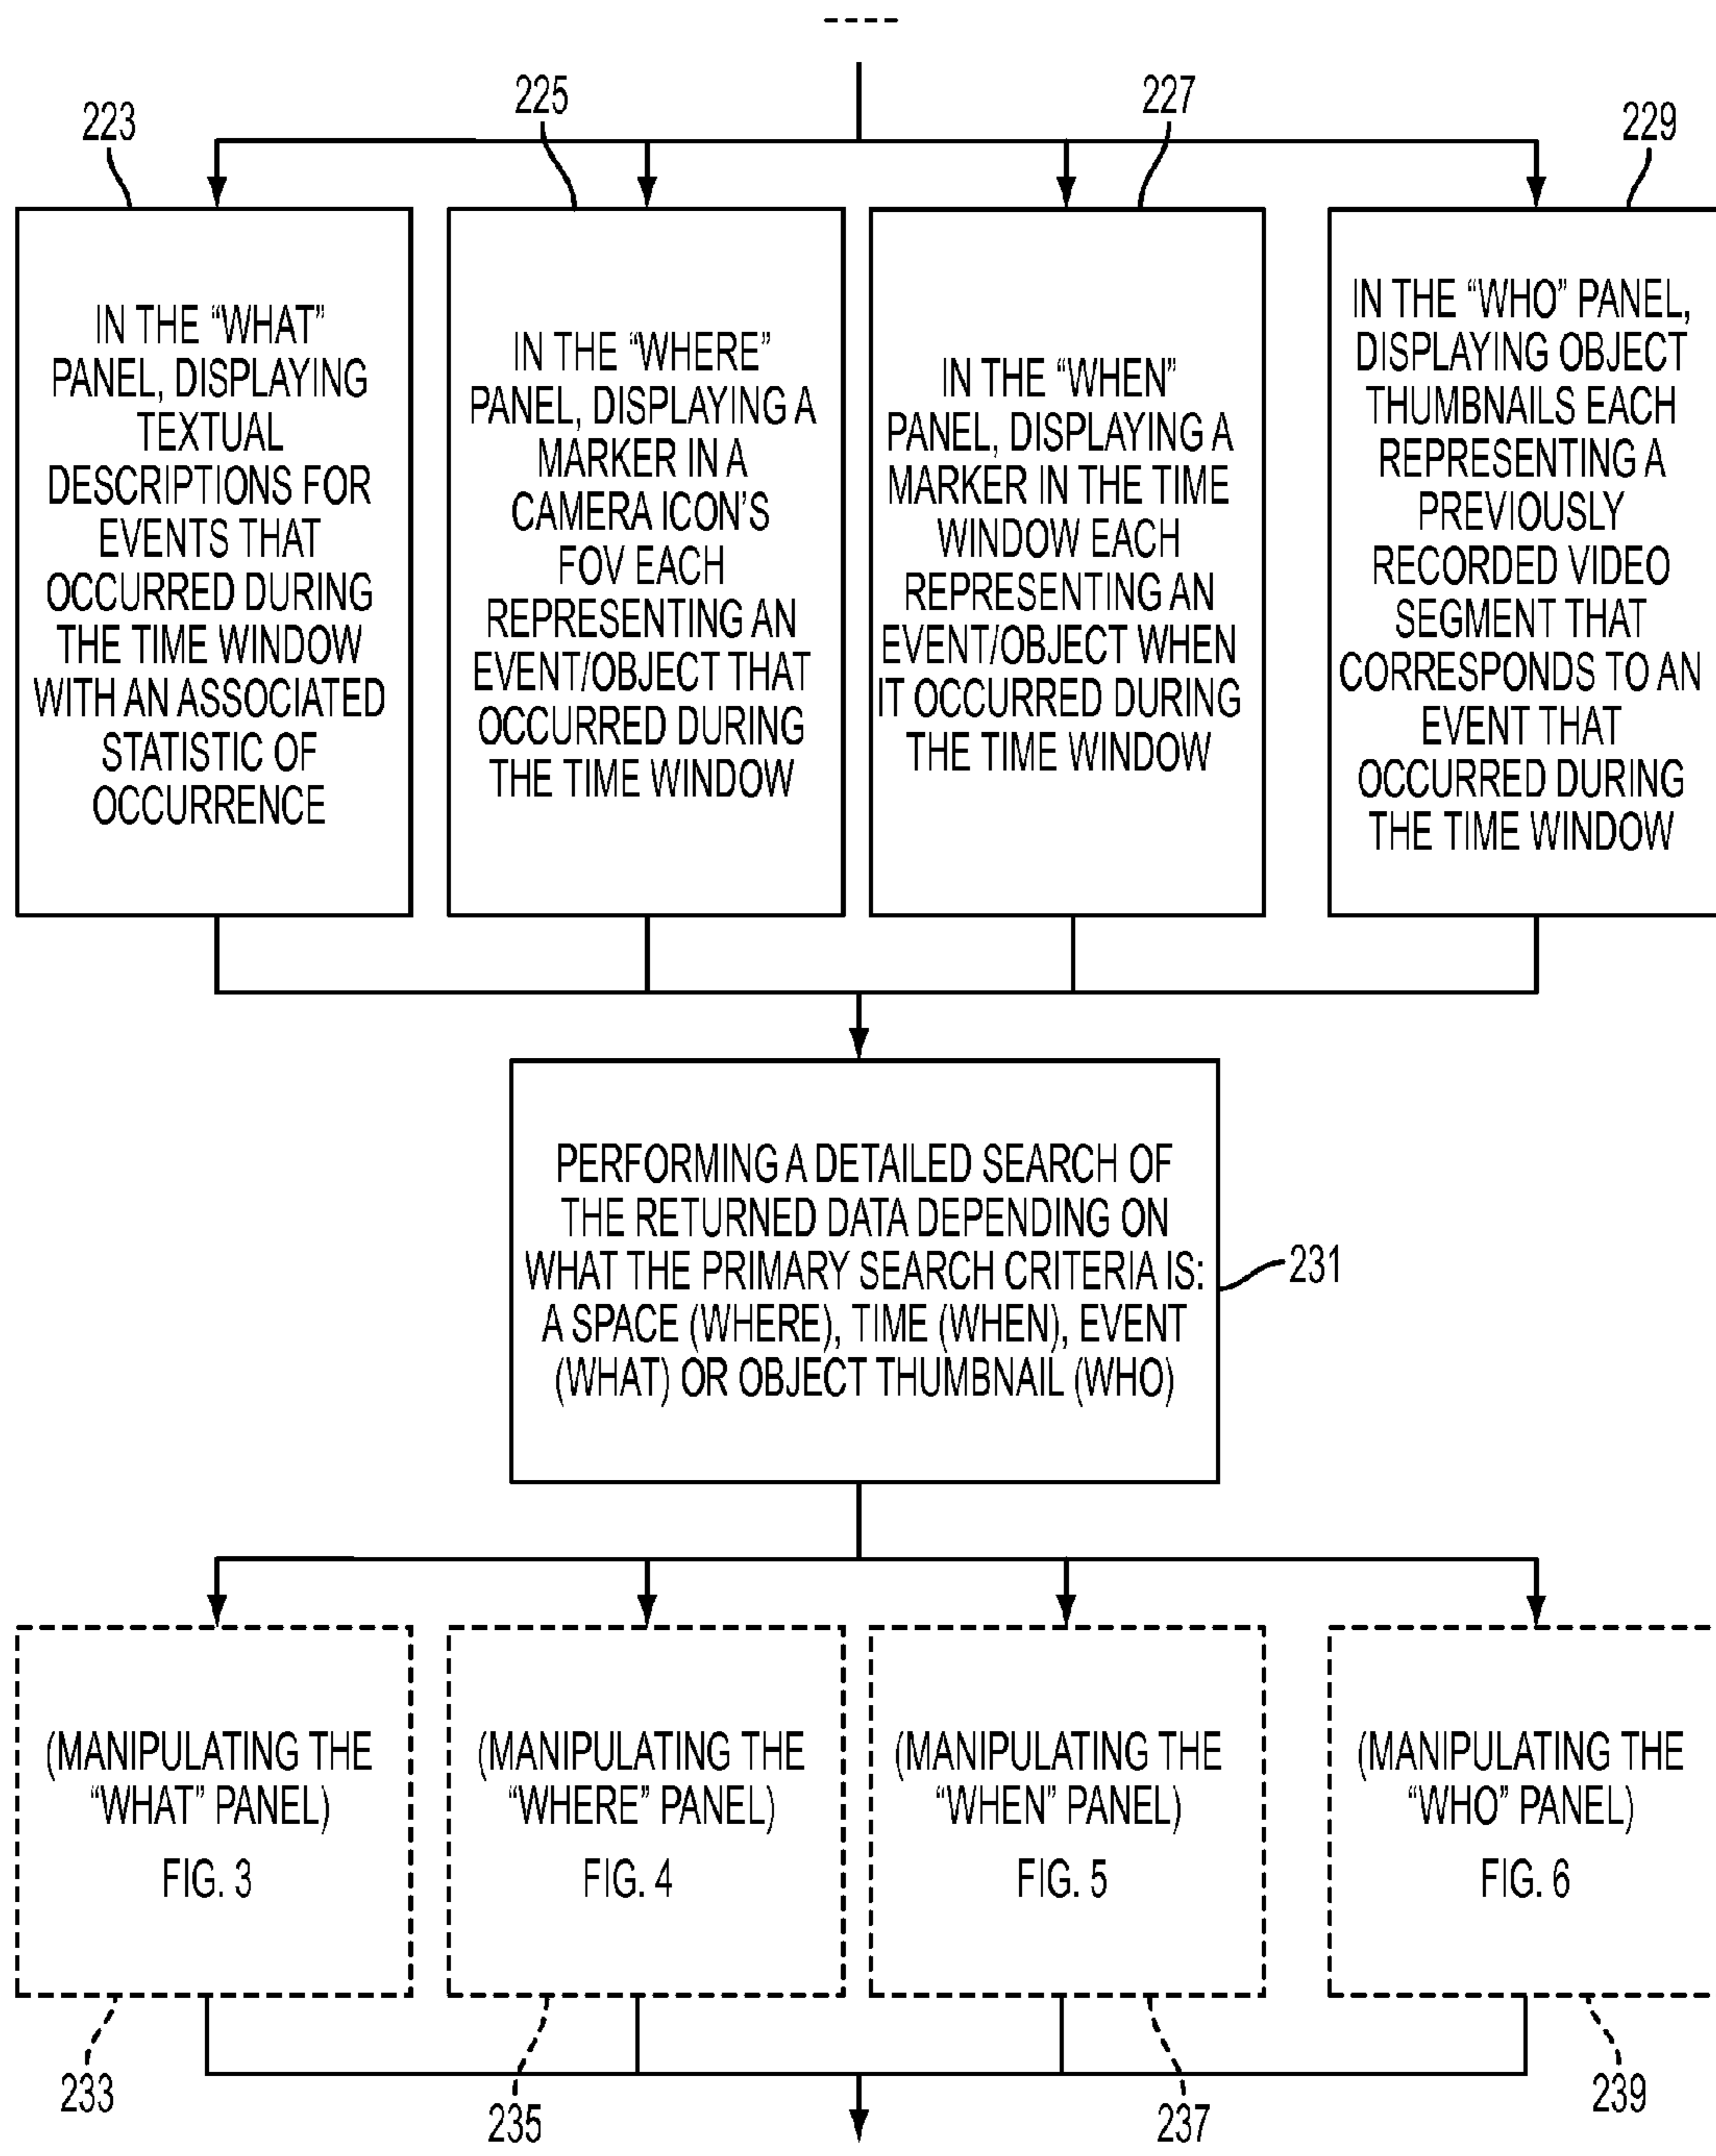 223
225
227
229
IN THE “WHAT”
PANEL, DISPLAYING
TEXTUAL
DESCRIPTIONS FOR
EVENTS THAT
OCCURRED DURING
THE TIME WINDOW
WITH AN ASSOCIATED
STATISTIC OF
OCCURRENCE
IN THE “WHERE”
PANEL, DISPLAYING A
MARKER IN A
CAMERA ICON’S
FOV EACH
REPRESENTING AN
EVENT/OBJECT THAT
OCCURRED DURING
THE TIME WINDOW
IN THE “WHEN”
PANEL, DISPLAYING A
MARKER IN THE TIME
WINDOW EACH
REPRESENTING AN
EVENT/OBJECT WHEN
IT OCCURRED DURING
THE TIME WINDOW
IN THE “WHO” PANEL,
DISPLAYING OBJECT
THUMBNAILS EACH
REPRESENTING A
PREVIOUSLY
RECORDED VIDEO
SEGMENT THAT
CORRESPONDS TO AN
EVENT THAT
OCCURRED DURING
THE TIME WINDOW
PERFORMING A DETAILED SEARCH OF
THE RETURNED DATA DEPENDING ON
WHAT THE PRIMARY SEARCH CRITERIA IS:
A SPACE (WHERE), TIME (WHEN), EVENT
(WHAT) OR OBJECT THUMBNAIL (WHO)
231
(MANIPULATING THE
“WHAT” PANEL)
FIG. 3
(MANIPULATING THE
“WHERE” PANEL)
FIG. 4
(MANIPULATING THE
“WHEN” PANEL)
FIG. 5
(MANIPULATING THE
“WHO” PANEL)
FIG. 6
233
235
237
239